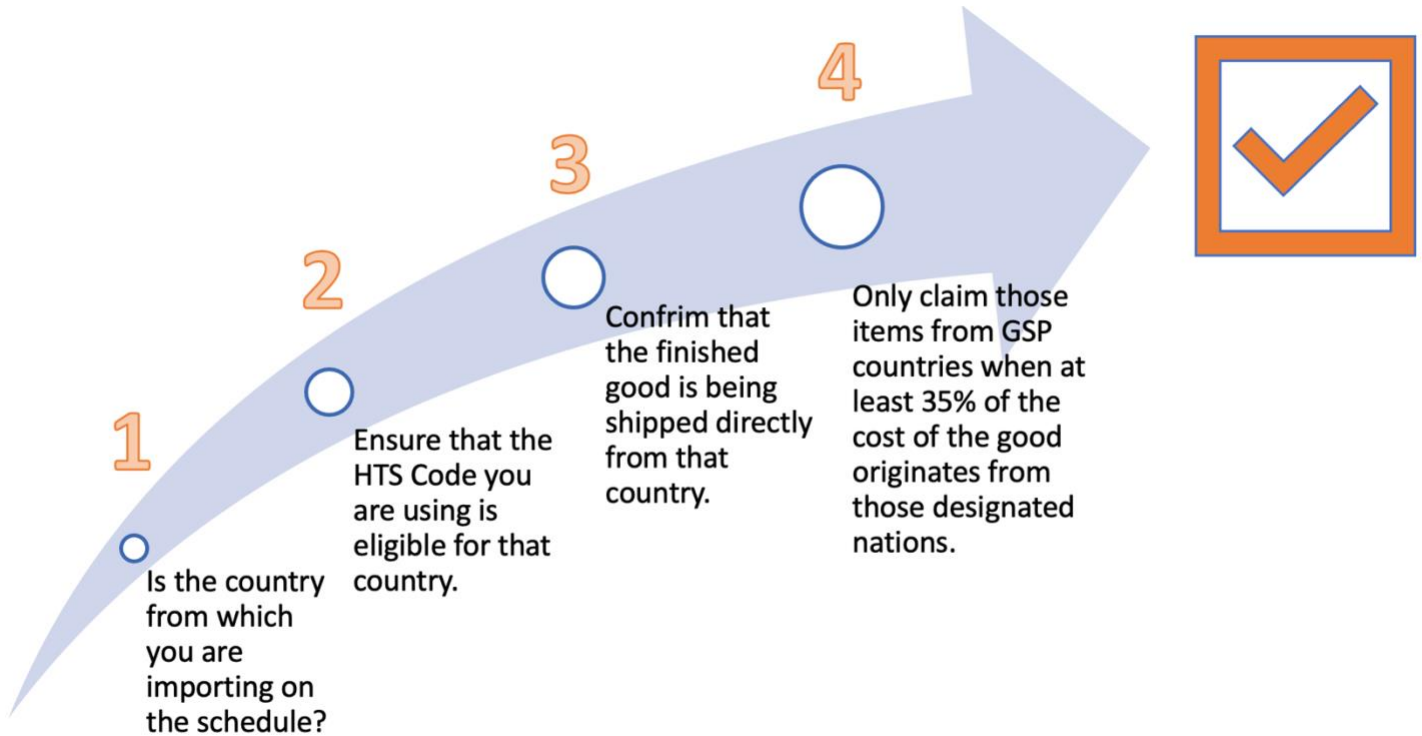 1
Is the country
from which
you are
importing on
the schedule?
2
Ensure that the
HTS Code you
are using is
eligible for that
country.
3
Confrim that
the finished
good is being
shipped directly
from that
country.
4
Only claim those
items from GSP
countries when at
least 35% of the
cost of the good
originates from
those designated
nations.